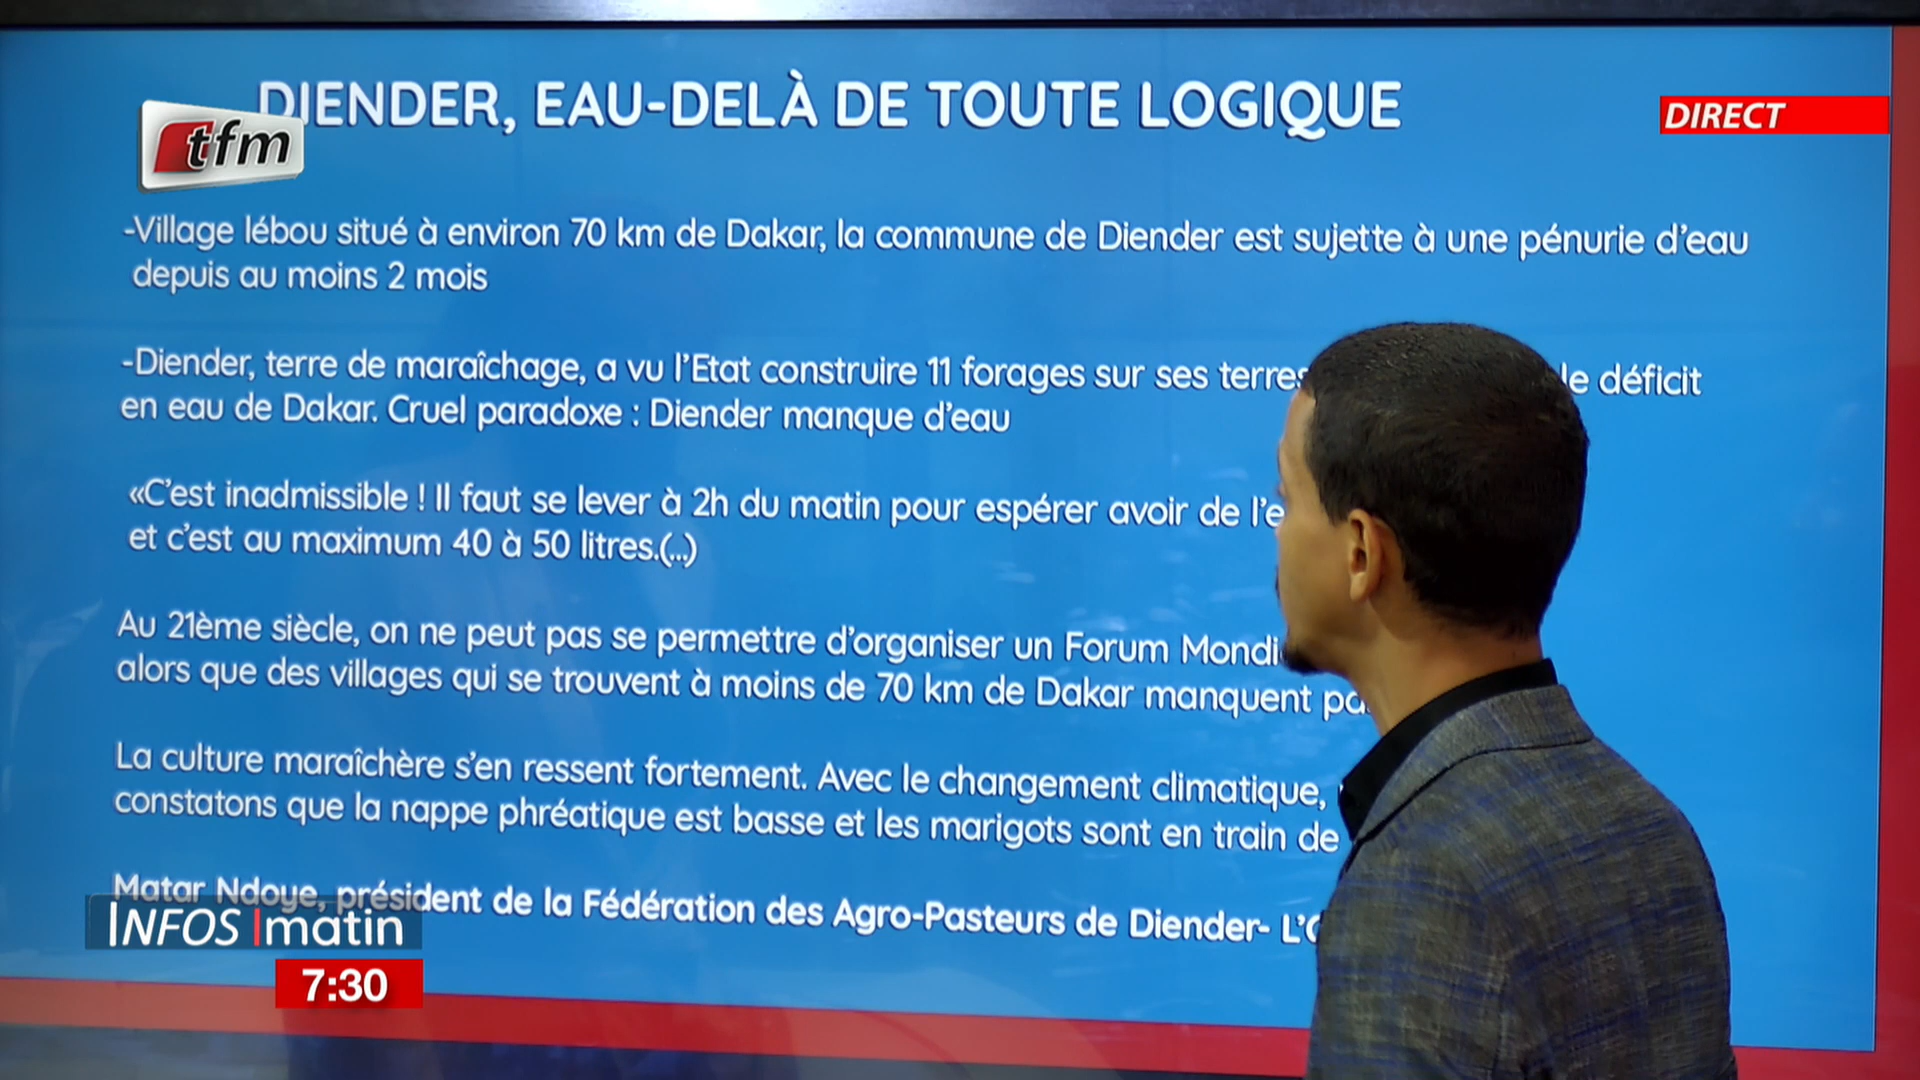 DIENDER, EAU-DELÀ DE TOUTE LOGIQUE
tfm
DIRECT
-Village lébou situé à environ 70 km de Dakar, la commune de Diender est sujette à une pénurie d'eau
depuis au moins 2 mois
-Diender, terre de maraîchage, a vu l'Etat construire 11 forages sur ses terres le déficit
en eau de Dakar. Cruel paradoxe : Diender manque d'eau
«C'est inadmissible ! Il faut se lever à 2h du matin pour espérer avoir de
et c'est au maximum 40 à 50 litres.(...)
Au 21ème siècle, on ne peut pas se permettre d'organiser un Forum
alors que des villages qui se trouvent à moins de 70 km de Dakar manquent
La culture maraîchère s'en ressent fortement. Avec le changement climatique,
constatons que la nappe phréatique est basse et les marigots sont en train de
Matar Ndoye, président de la Fédération des Agro-Pasteurs de Diender-
INFOS matin
7:30